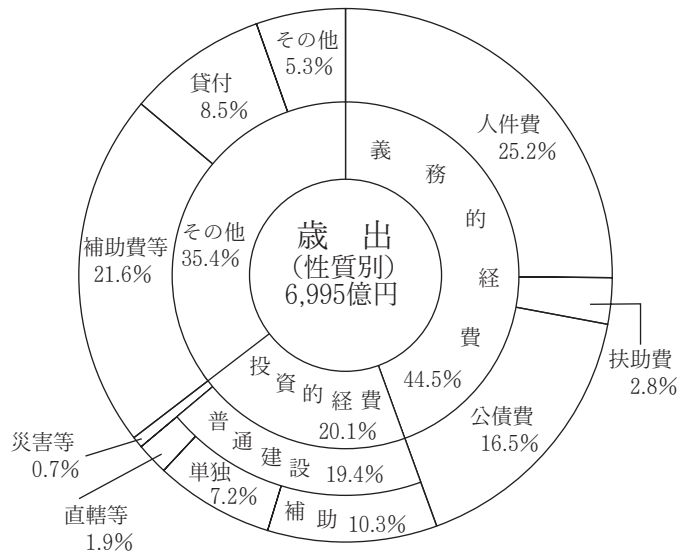 歳 出
(性質別)
6,995億円
義務的経費
44.5%
人件費
25.2%
扶助費
2.8%
公債費
16.5%
投資的経費
20.1%
普通建設
19.4%
補助 10.3%
単独
7.2%
直轄等
1.9%
災害等
0.7%
その他
35.4%
補助費等
21.6%
貸付
8.5%
その他
5.3%